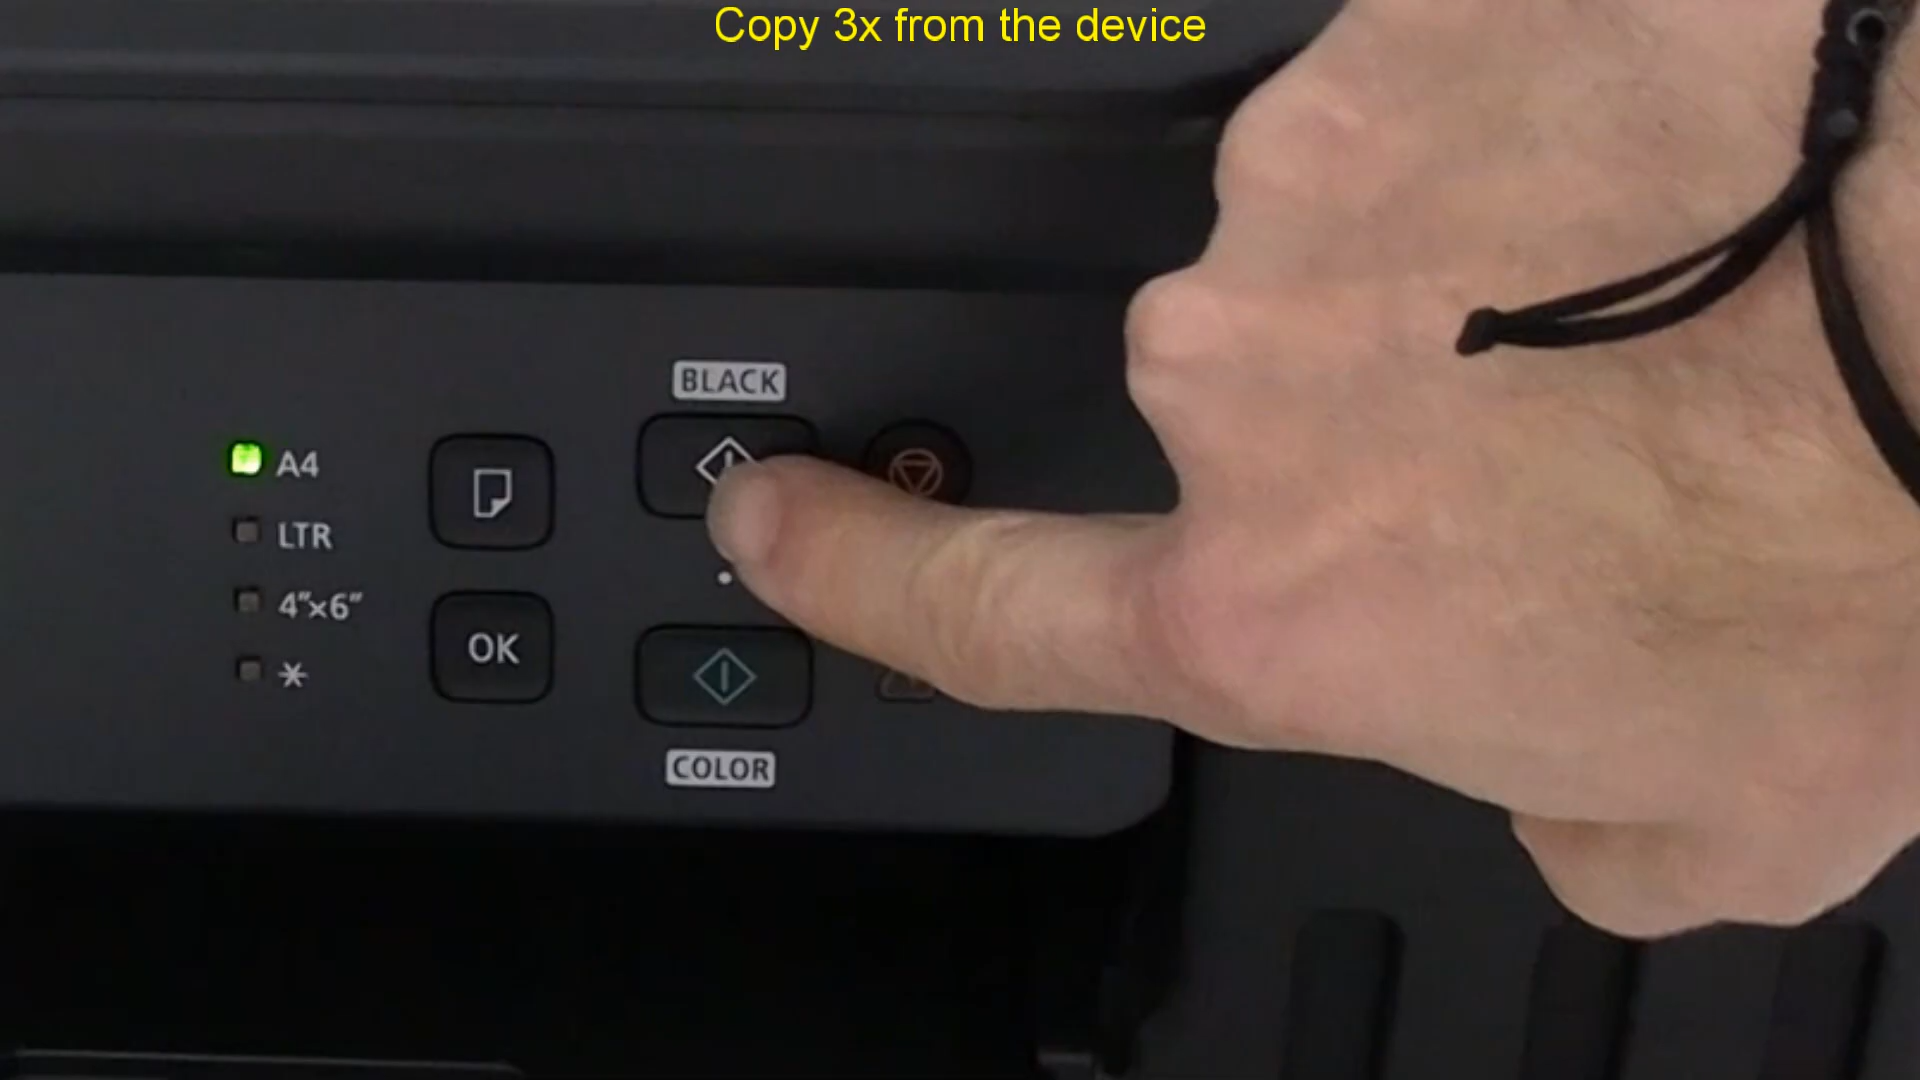 Copy 3x from the device
BLACK
A4
LTR
4"x6"
OK
COLOR